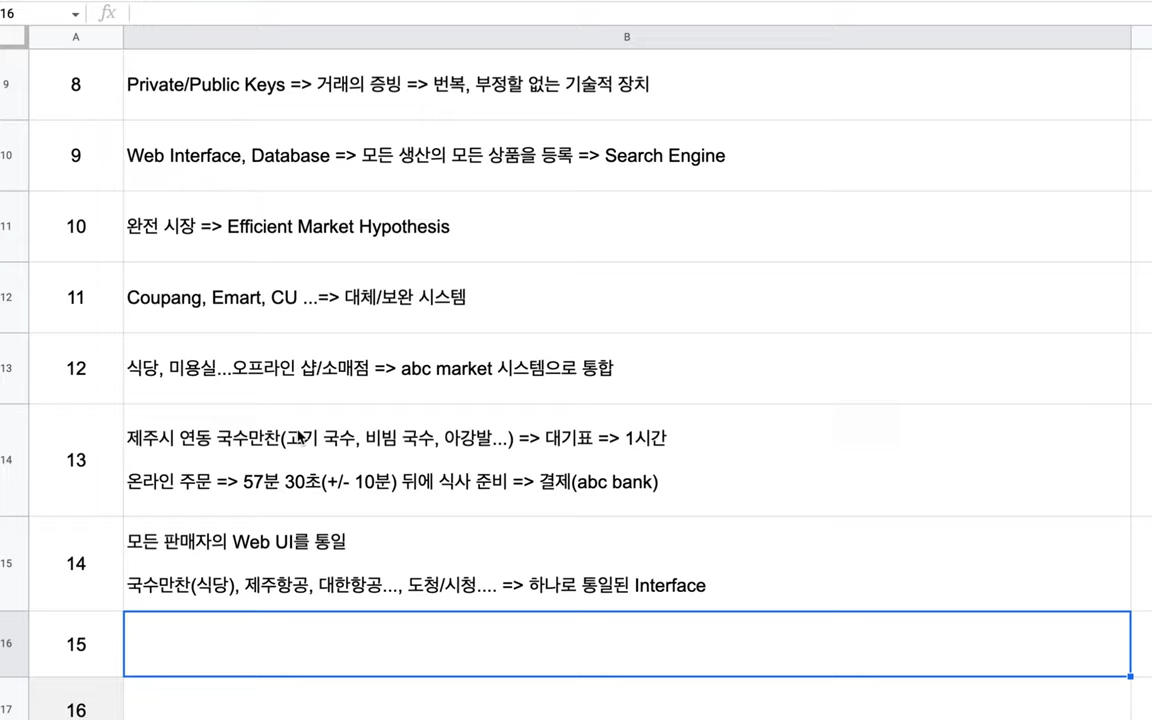 16
fx
A
B
9
8
Private/Public Keys => 거래의 증빙 => 번복, 부정할 없는 기술적 장치
10
9
Web Interface, Database => 모든 생산의 모든 상품을 등록 => Search Engine
11
10
완전 시장 => Efficient Market Hypothesis
12
11
Coupang, Emart, CU ...=> 대체/보완 시스템
13
12
식당, 미용실...오프라인 샵/소매점 => abc market 시스템으로 통합
14
13
제주시 연동 국수만찬(고기 국수, 비빔 국수, 아강발...) => 대기표 => 1시간
온라인 주문 => 57분 30초(+/- 10분) 뒤에 식사 준비 => 결제(abc bank)
15
14
모든 판매자의 Web UI를 통일
국수만찬(식당), 제주항공, 대한항공..., 도청/시청.... => 하나로 통일된 Interface
16
15
17
16